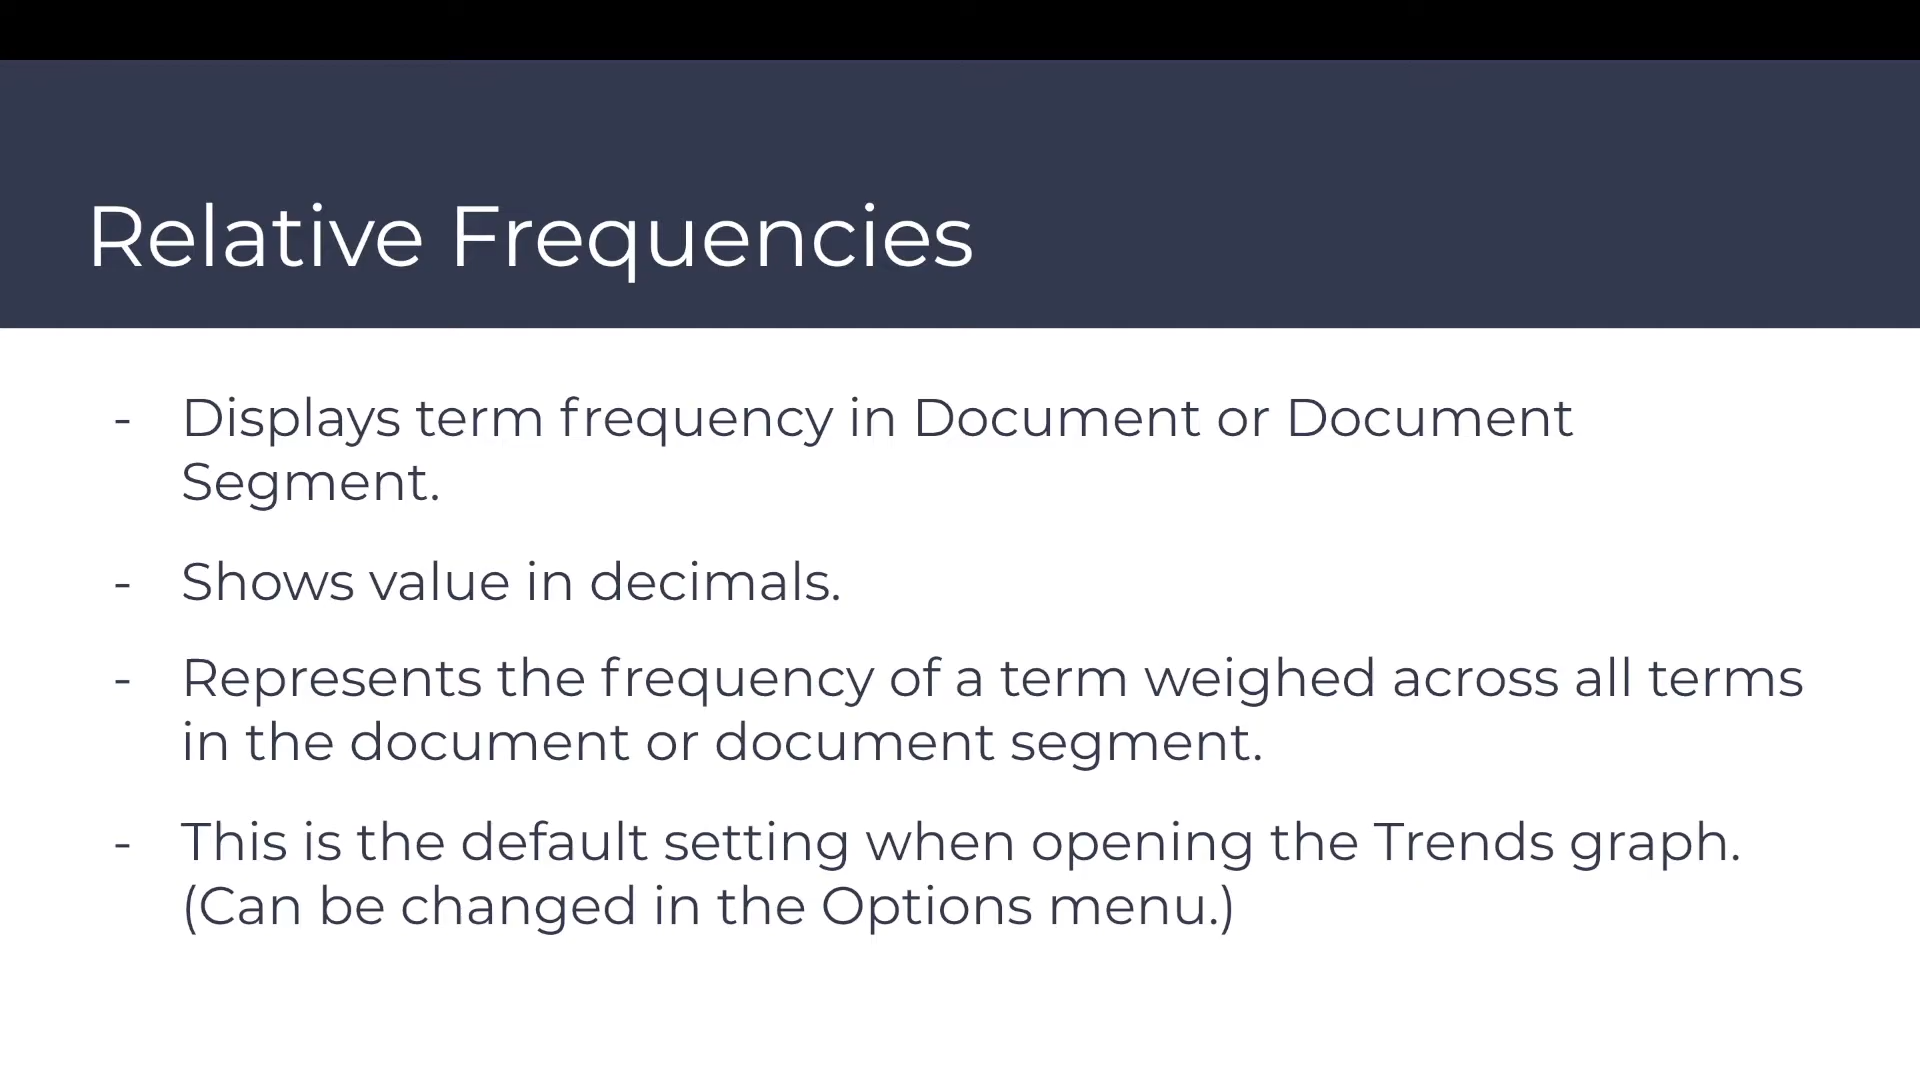 Relative Frequencies
- Displays term frequency in Document or Document
Segment.
- Shows value in decimals.
- Represents the frequency of a term weighed across all terms
in the document or document segment.
- This is the default setting when opening the Trends graph.
(Can be changed in the Options menu.)